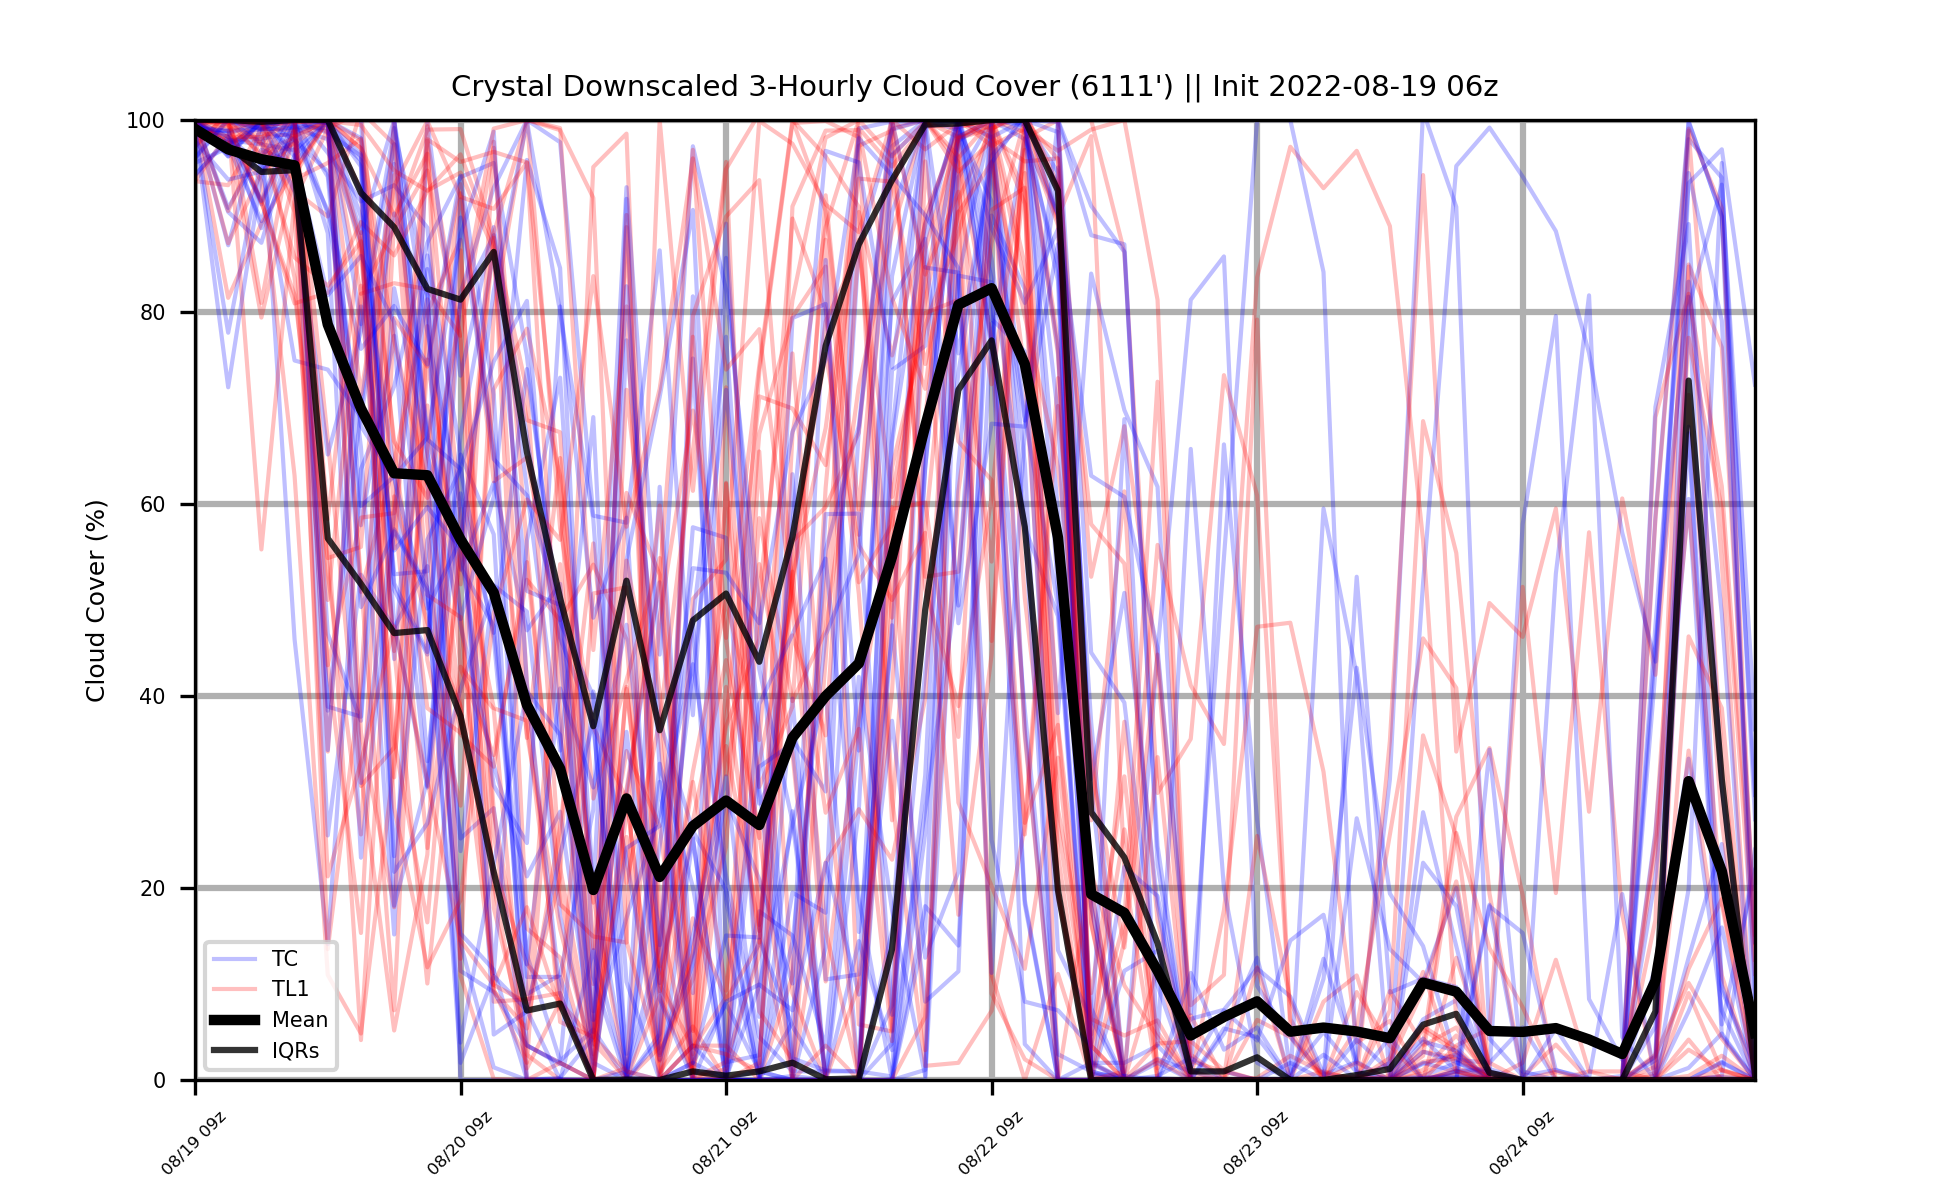 Crystal Downscaled 3-Hourly Cloud Cover (6111') || Init 2022-08-19 06z
Cloud Cover (%)
100
80
60
40
20
0
TC
TL1
Mean
IQRs
08/19 09z
08/20 09z
08/21 09z
08/22 09z
08/23 09z
08/24 09z